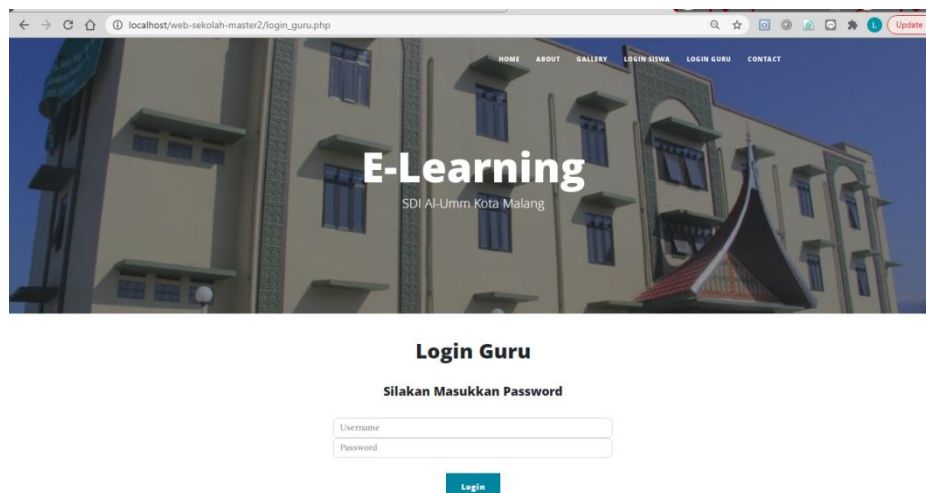 localhost/web-sekolah-master2/login_guru.php
L
Update
HOME ABOUT GALLERY LOGIN SISWA LOGIN GURU CONTACT
E-Learning
SDI Al-Umm Kota Malang
Login Guru
Silakan Masukkan Password
Username
Password
Login